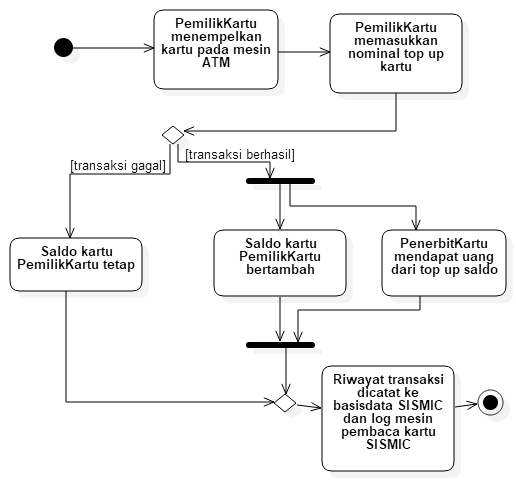 PemilikKartu
menempelkan
kartu pada mesin
ATM
PemilikKartu
memasukkan
nominal top up
kartu
[transaksi berhasil]
[transaksi gagal]
Saldo kartu
PemilikKartu tetap
Saldo kartu
PemilikKartu
bertambah
PenerbitKartu
mendapat uang
dari top up saldo
Riwayat transaksi
dicatat ke
basisdata SISMIC
dan log mesin
pembaca kartu
SISMIC